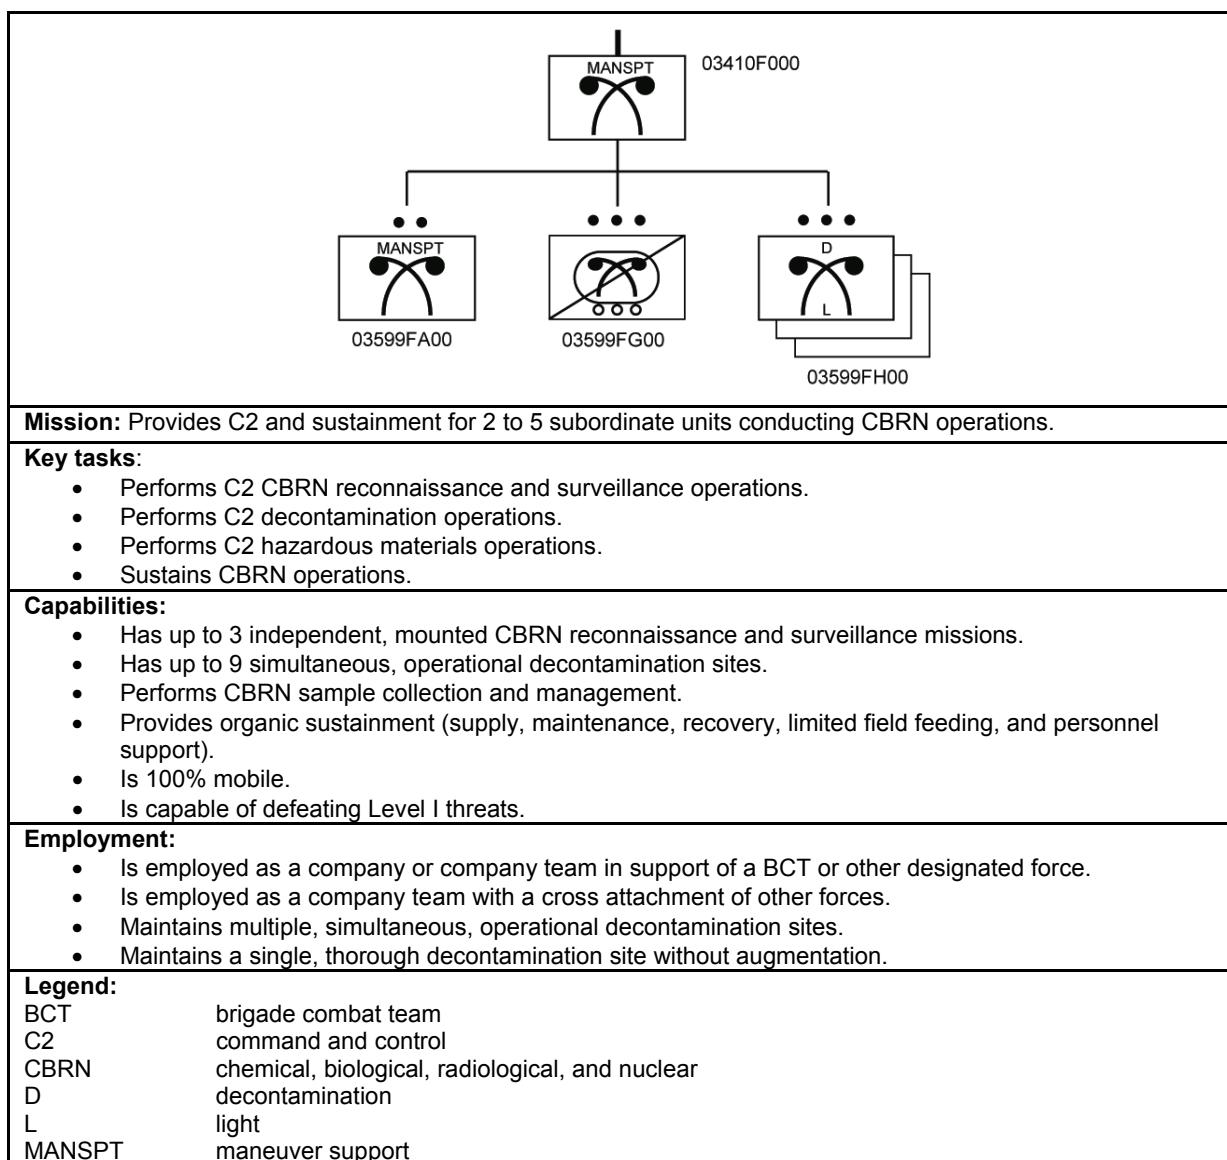 MANSPT
03410F000
MANSPT
D
L
03599FA00
03599FG00
03599FH00
Mission: Provides C2 and sustainment for 2 to 5 subordinate units conducting CBRN operations.
Key tasks:
• Performs C2 CBRN reconnaissance and surveillance operations.
• Performs C2 decontamination operations.
• Performs C2 hazardous materials operations.
• Sustains CBRN operations.
Capabilities:
• Has up to 3 independent, mounted CBRN reconnaissance and surveillance missions.
• Has up to 9 simultaneous, operational decontamination sites.
• Performs CBRN sample collection and management.
• Provides organic sustainment (supply, maintenance, recovery, limited field feeding, and personnel
support).
• Is 100% mobile.
• Is capable of defeating Level I threats.
Employment:
• Is employed as a company or company team in support of a BCT or other designated force.
• Is employed as a company team with a cross attachment of other forces.
• Maintains multiple, simultaneous, operational decontamination sites.
• Maintains a single, thorough decontamination site without augmentation.
Legend:
BCT brigade combat team
C2 command and control
CBRN chemical, biological, radiological, and nuclear
D decontamination
L light
MANSPT maneuver support